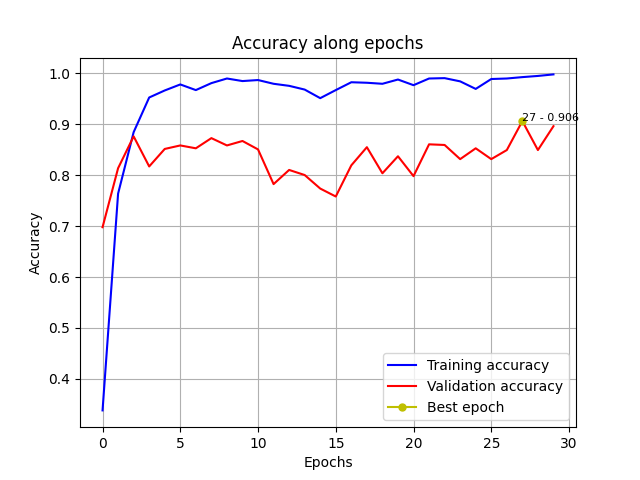 Accuracy along epochs
Accuracy
1.0
0.9
0.8
0.7
0.6
0.5
0.4
27 - 0.906
Training accuracy
Validation accuracy
Best epoch
0 5 10 15 20 25 30
Epochs